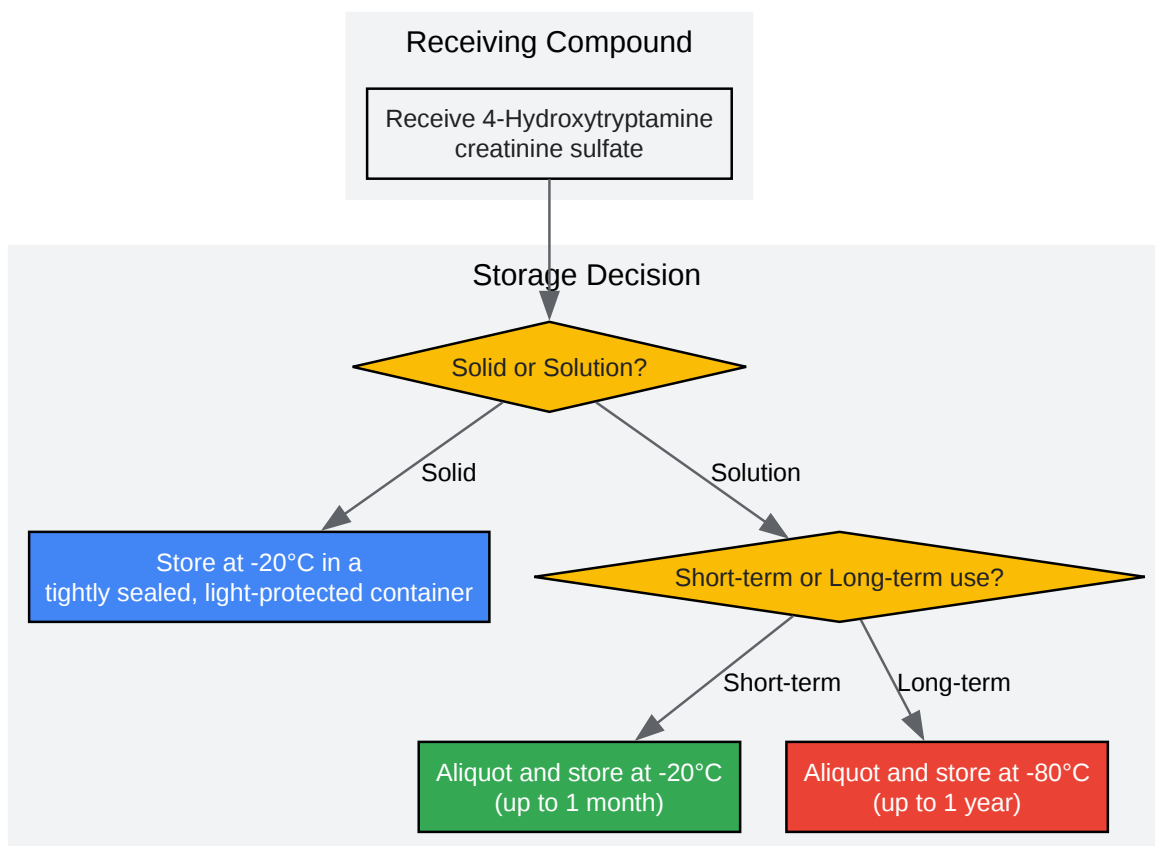 Receiving Compound
Receive 4-Hydroxytryptamine
creatinine sulfate
Storage Decision
Solid or Solution?
Solid
Solution
Store at -20°C in a
tightly sealed, light-protected container
Short-term or Long-term use?
Short-term
Long-term
Aliquot and store at -20°C
(up to 1 month)
Aliquot and store at -80°C
(up to 1 year)